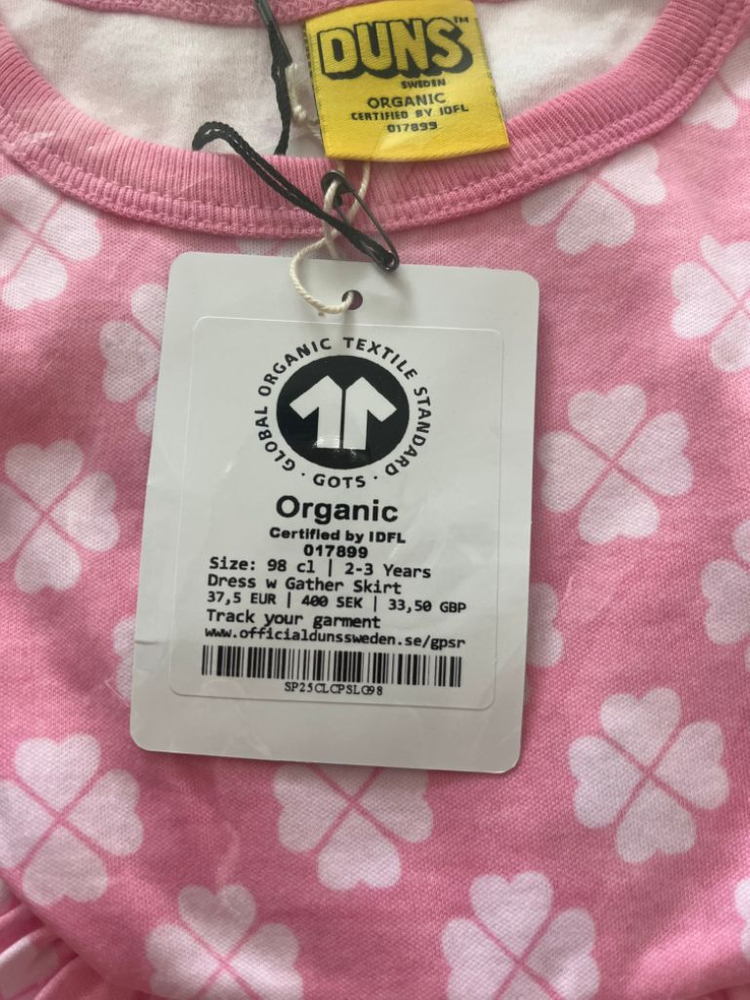 DUNS™
SWEDEN
ORGANIC
CERTIFIED BY IDFL
017899
GLOBAL ORGANIC TEXTILE STANDARD
· GOTS ·
Organic
Certified by IDFL
017899
Size: 98 cl | 2-3 Years
Dress w Gather Skirt
37,5 EUR | 400 SEK | 33,50 GBP
Track your garment
www.officialdunssweden.se/gpsr
SP25CLCPSLG98